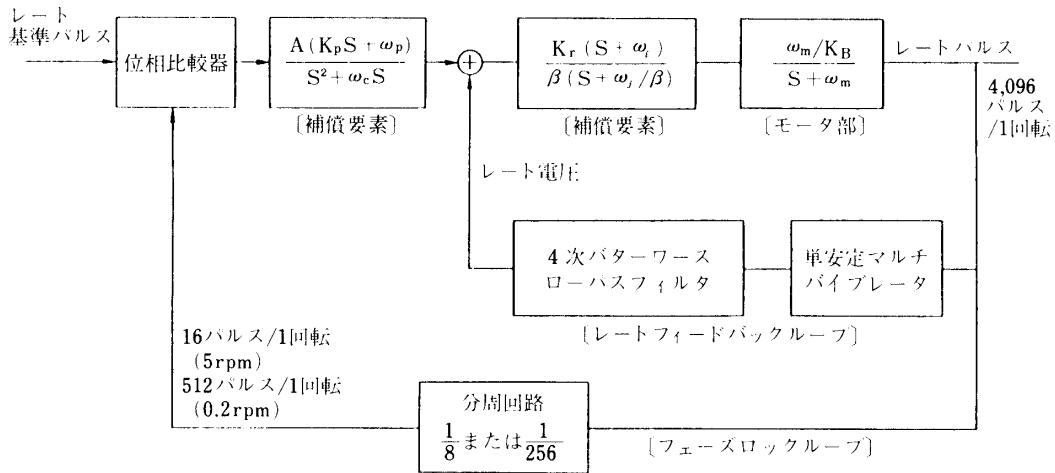 レート
基準パルス
位相比較器
A(KpS+ωp)
S²+ωcS
〔補償要素〕
+
Kr(S+ωi)
β(S+ωj/β)
〔補償要素〕
ωm/KB
S+ωm
〔モータ部〕
レートパルス
4,096
パルス
/1回転
レート電圧
4次バターワース
ローパスフィルタ
単安定マルチ
バイブレータ
〔レートフィードバックループ〕
16パルス/1回転
(5rpm)
512パルス/1回転
(0.2rpm)
分周回路
1/8または1/256
〔フェーズロックループ〕